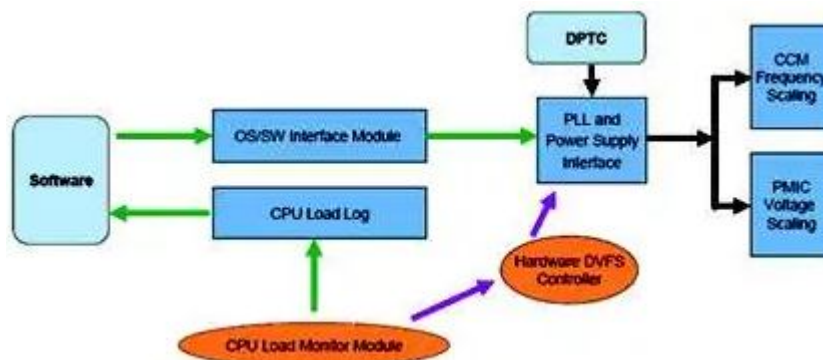 DPTC
CCM
Frequency
Scaling
OS/SW Interface Module
PLL and
Power Supply
Interface
Software
CPU Load Log
PMIC
Voltage
Scaling
Hardware DVFS
Controller
CPU Load Monitor Module